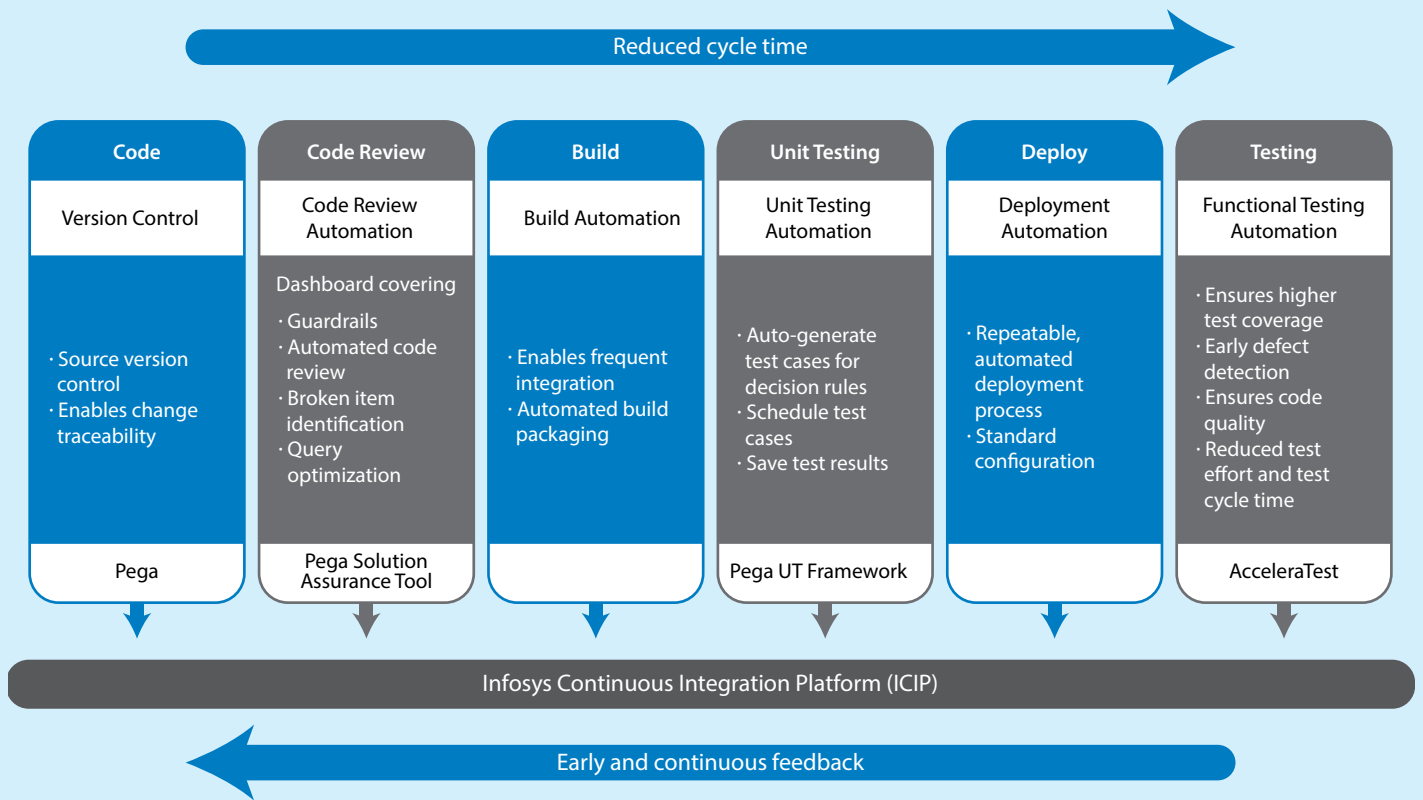 Reduced cycle time
Code
Version Control
· Source version
control
· Enables change
traceability
Pega
Code Review
Code Review
Automation
Dashboard covering
· Guardrails
· Automated code
review
· Broken item
identification
· Query
optimization
Pega Solution
Assurance Tool
Build
Build Automation
· Enables frequent
integration
· Automated build
packaging
Unit Testing
Unit Testing
Automation
· Auto-generate
test cases for
decision rules
· Schedule test
cases
· Save test results
Pega UT Framework
Deploy
Deployment
Automation
· Repeatable,
automated
deployment
process
· Standard
configuration
Testing
Functional Testing
Automation
· Ensures higher
test coverage
· Early defect
detection
· Ensures code
quality
· Reduced test
effort and test
cycle time
AcceleraTest
Infosys Continuous Integration Platform (ICIP)
Early and continuous feedback